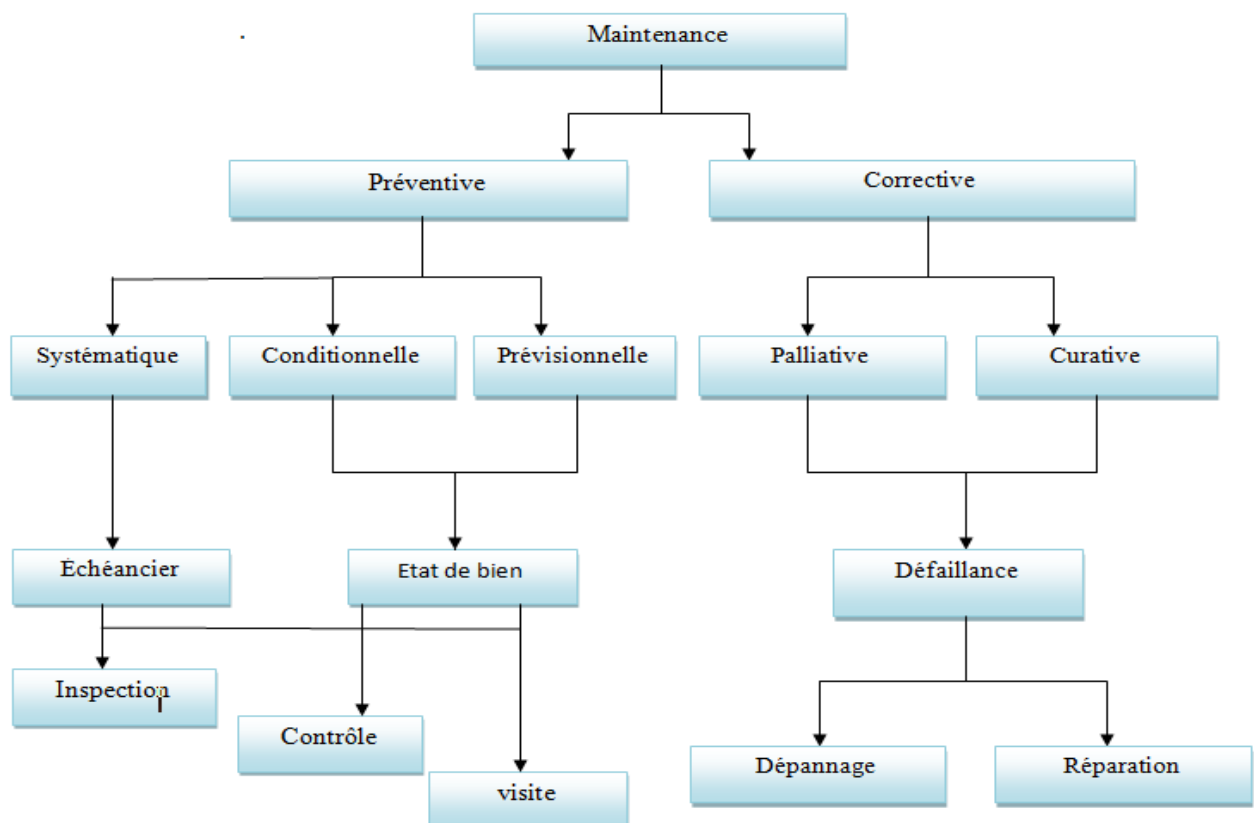 Maintenance
Préventive
Corrective
Systématique
Conditionnelle
Prévisionnelle
Palliative
Curative
Échéancier
Etat de bien
Défaillance
Inspection
Contrôle
visite
Dépannage
Réparation